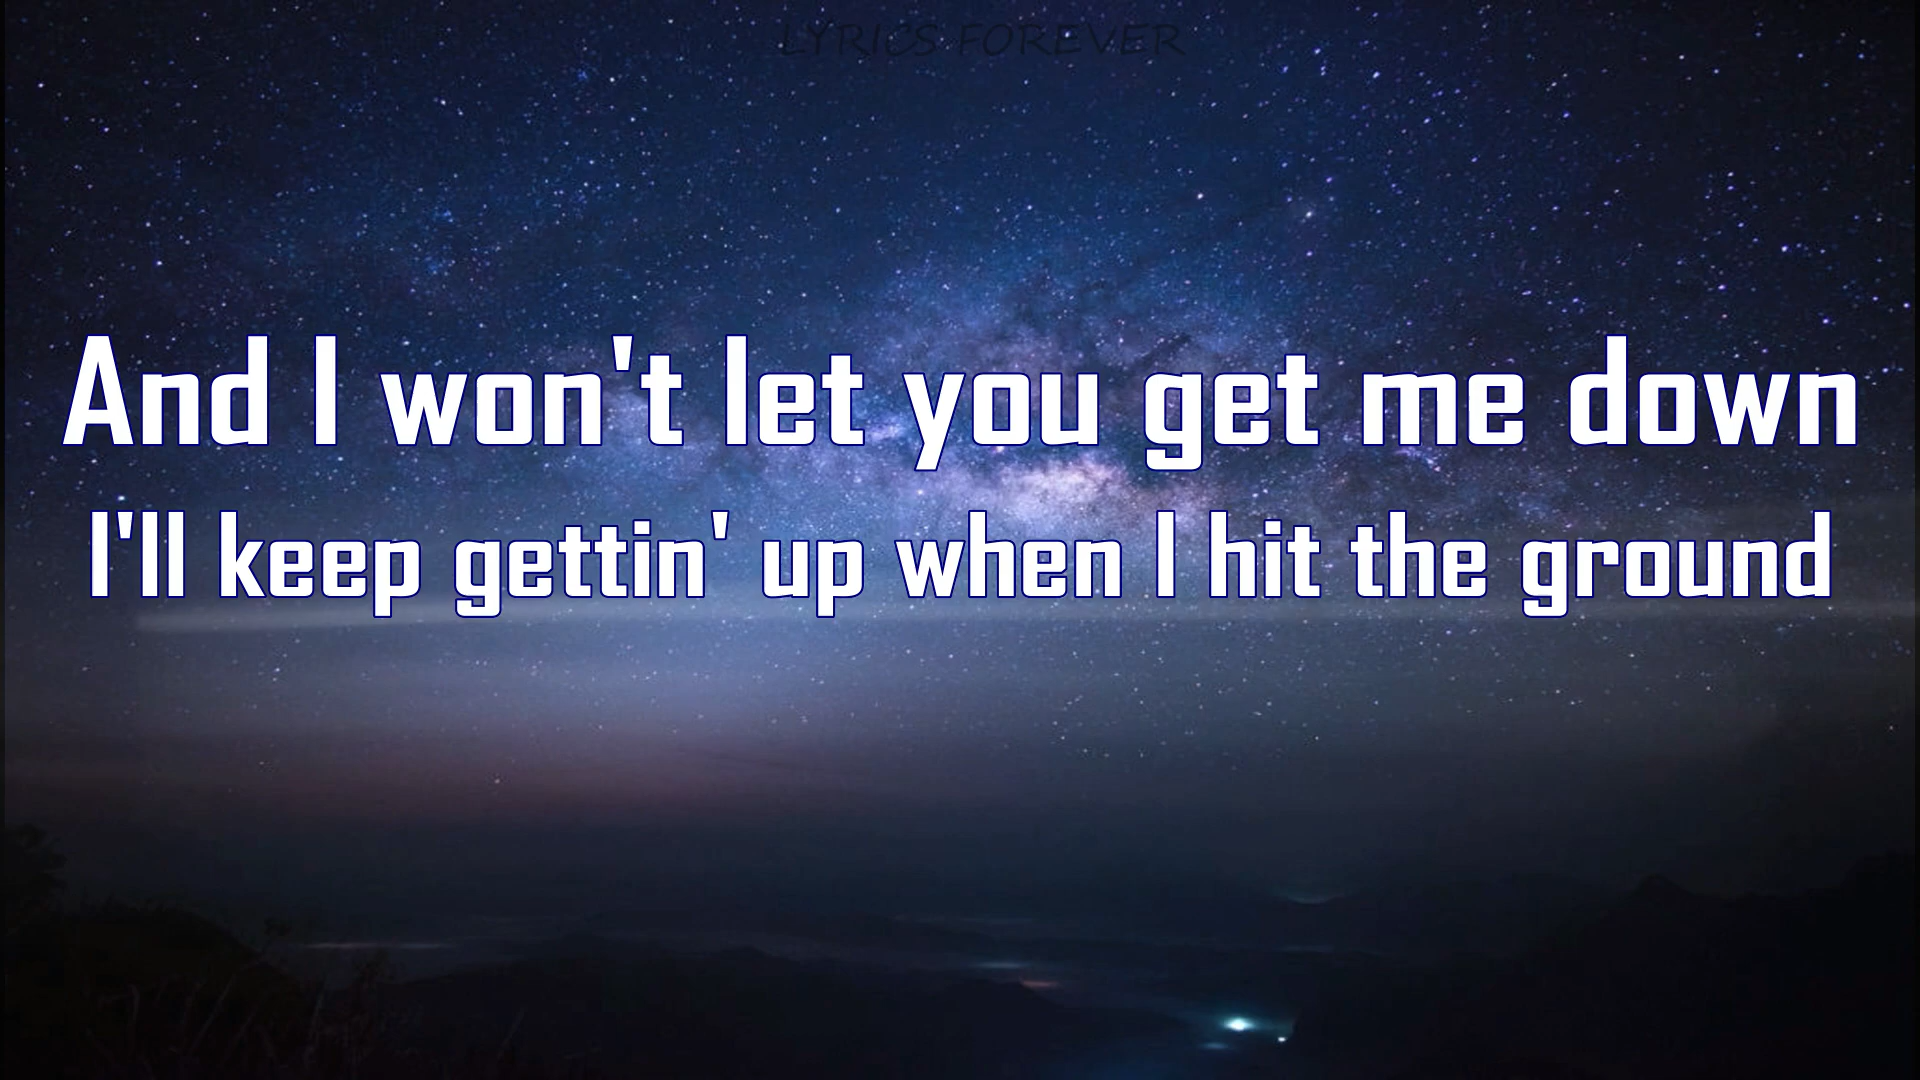 LYRICS FOREVER
And I won't let you get me down
I'll keep gettin' up when I hit the ground